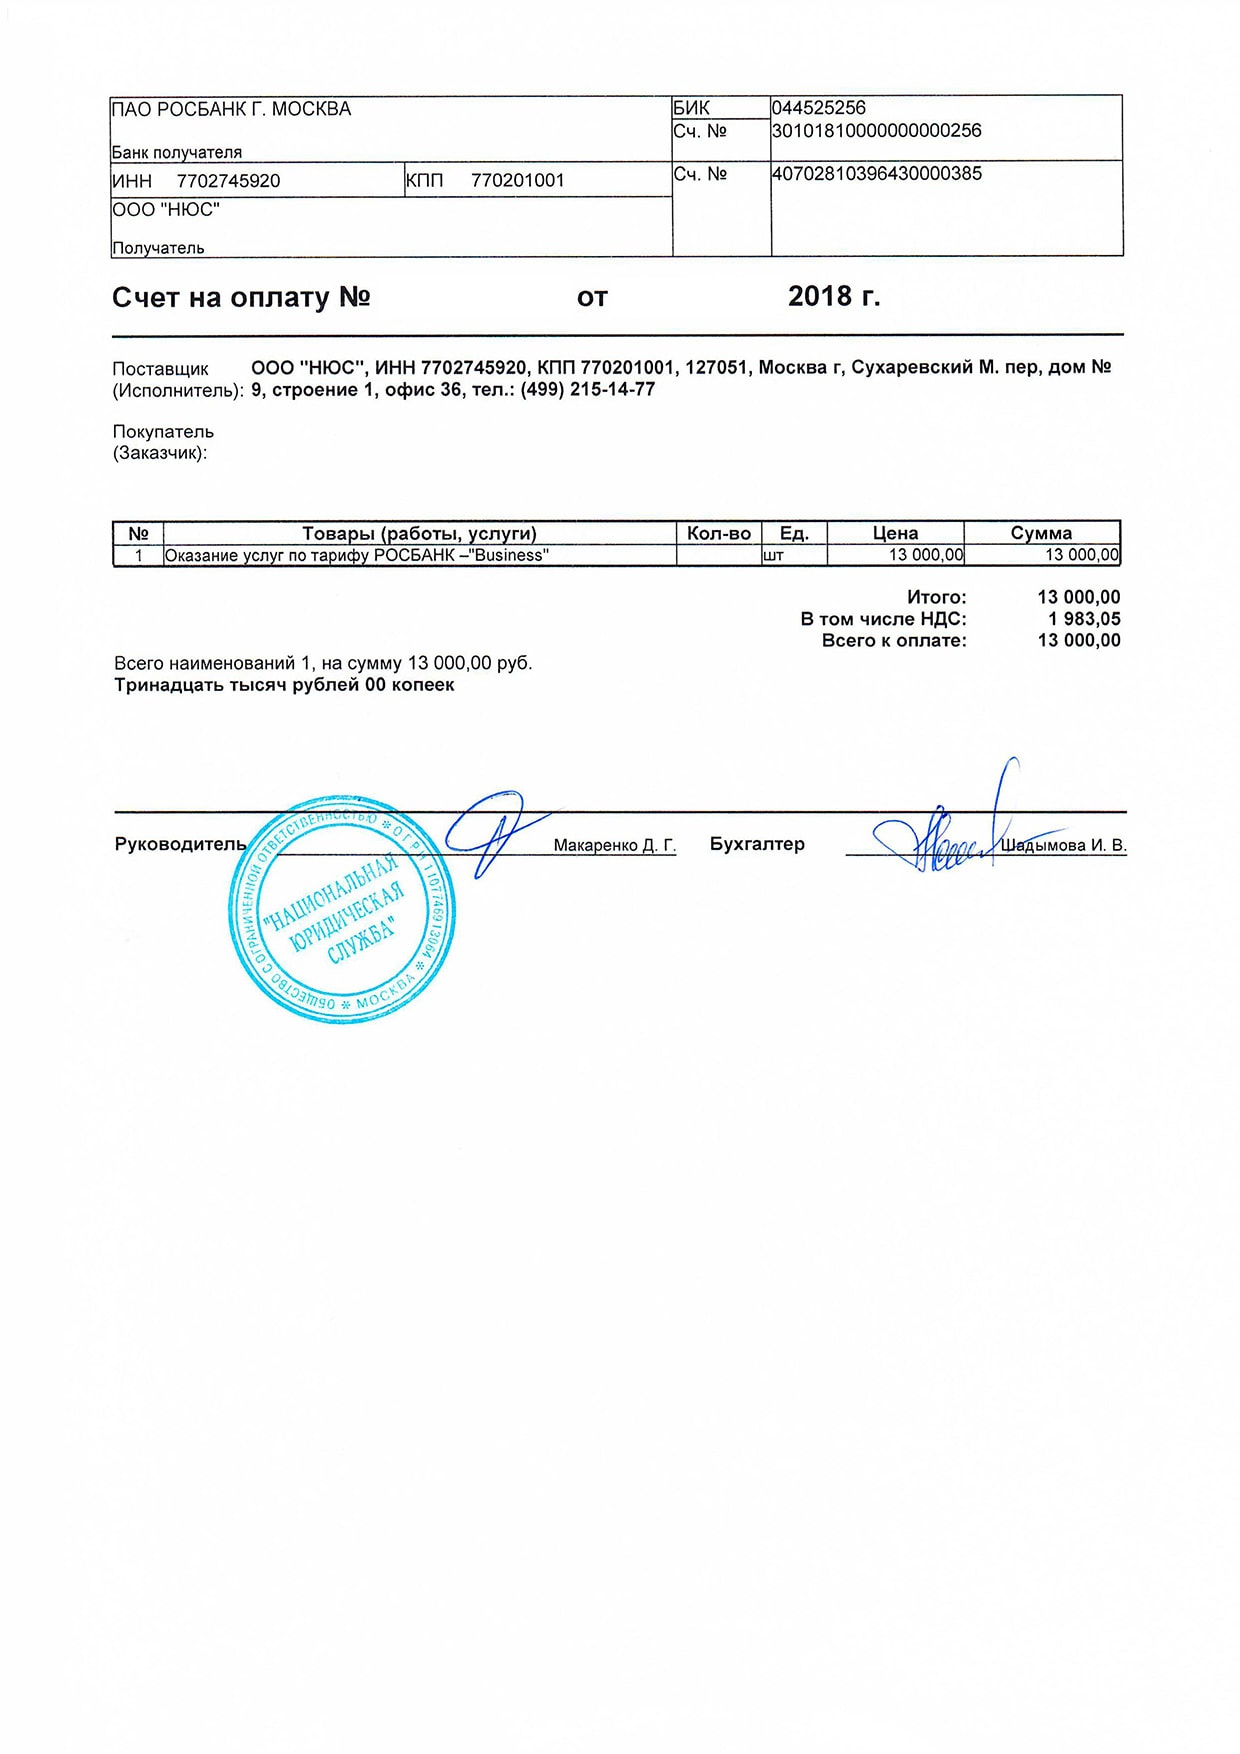 ПАО РОСБАНК Г. МОСКВА
БИК 044525256
Сч. № 30101810000000000256
Банк получателя
ИНН 7702745920 КПП 770201001 Сч. № 40702810396430000385
ООО "НЮС"
Получатель
Счет на оплату № от 2018 г.
Поставщик ООО "НЮС", ИНН 7702745920, КПП 770201001, 127051, Москва г, Сухаревский М. пер, дом №
(Исполнитель): 9, строение 1, офис 36, тел.: (499) 215-14-77
Покупатель
(Заказчик):
№ Товары (работы, услуги) Кол-во Ед. Цена Сумма
1 Оказание услуг по тарифу РОСБАНК –"Business" шт 13 000,00 13 000,00
Итого: 13 000,00
В том числе НДС: 1 983,05
Всего к оплате: 13 000,00
Всего наименований 1, на сумму 13 000,00 руб.
Тринадцать тысяч рублей 00 копеек
Руководитель Макаренко Д. Г. Бухгалтер Шадымова И. В.
ОБЩЕСТВО С ОГРАНИЧЕННОЙ ОТВЕТСТВЕННОСТЬЮ * ОГРН 1107746913064 * МОСКВА *
"НАЦИОНАЛЬНАЯ
ЮРИДИЧЕСКАЯ
СЛУЖБА"